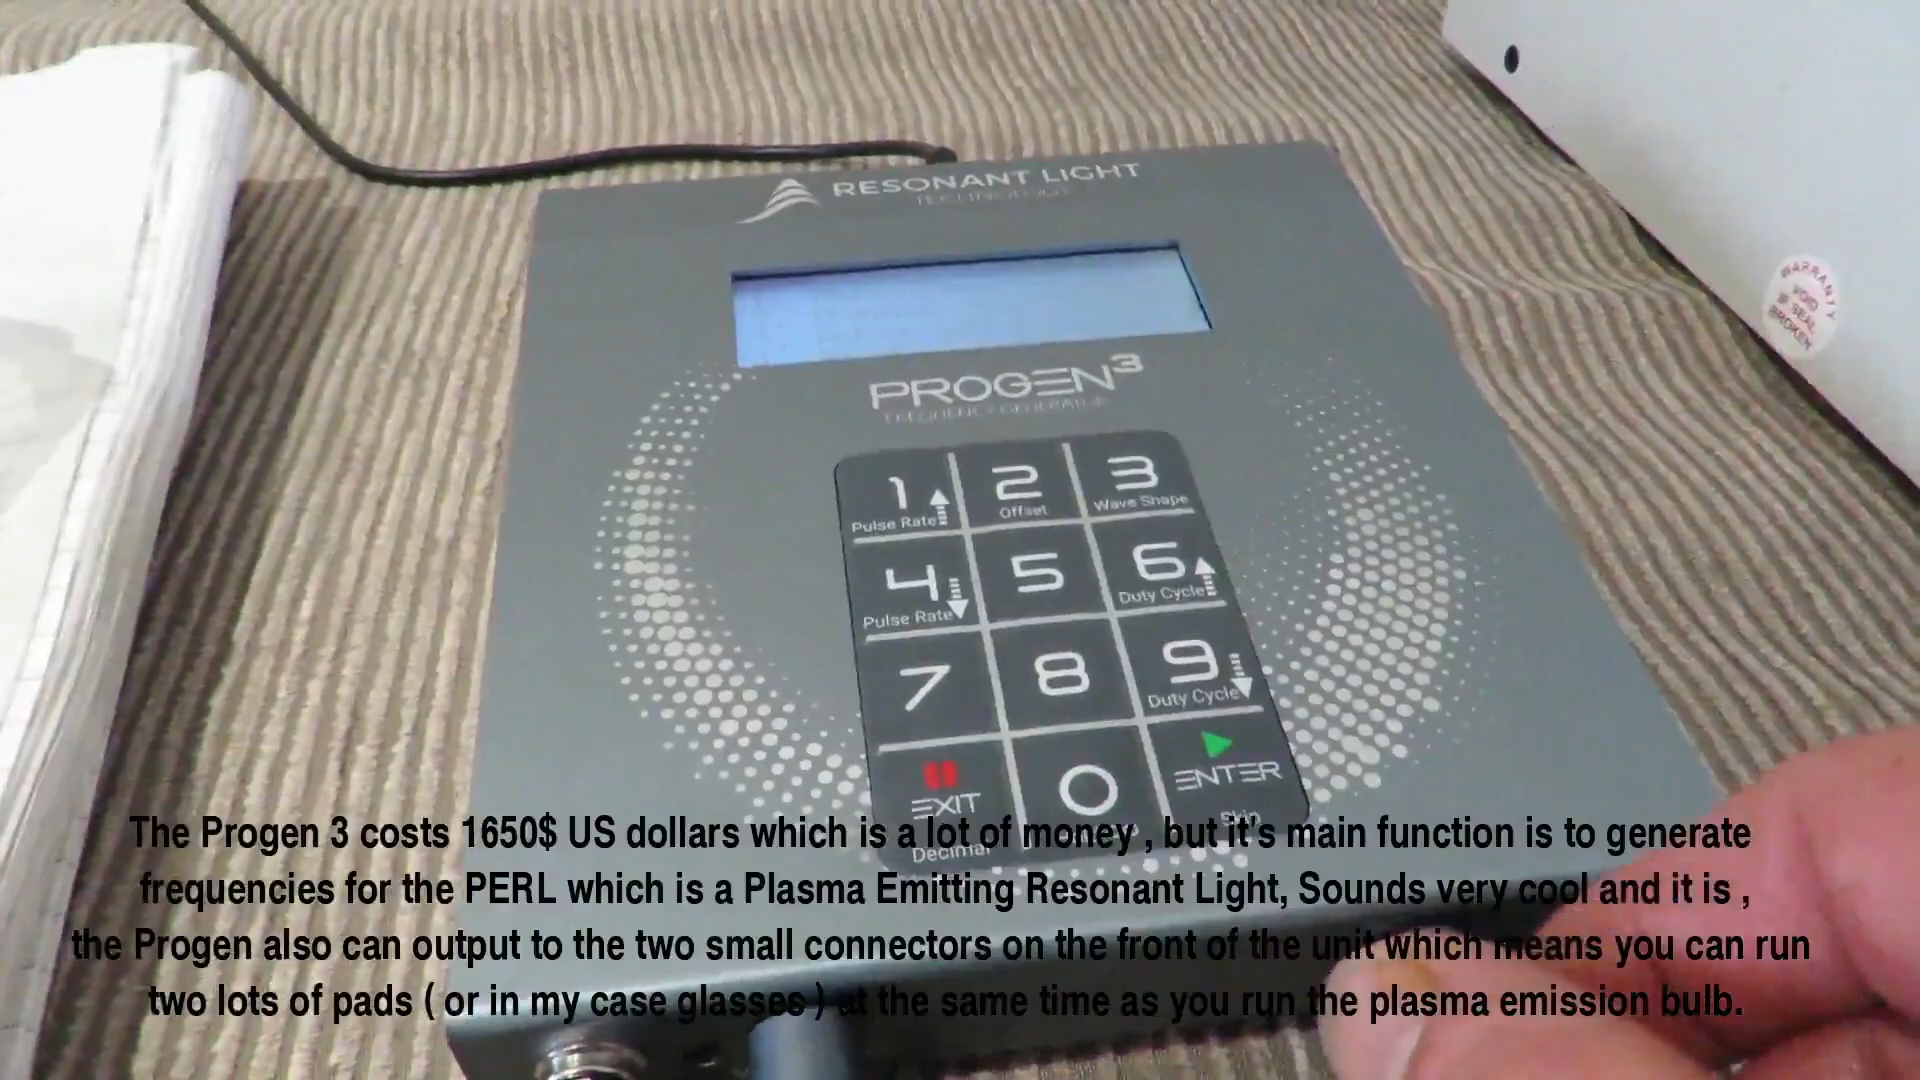 RESONANT LIGHT
TECHNOLOGY
WARRANTY
VOID
IF SEAL
BROKEN
PROGEN³
FREQUENCY GENERATOR
1 2 3
Pulse Rate Offset Wave Shape
4 5 6
Pulse Rate Duty Cycle
7 8 9
Duty Cycle
EXIT 0 ENTER
Decimal Skip
The Progen 3 costs 1650$ US dollars which is a lot of money , but it's main function is to generate
frequencies for the PERL which is a Plasma Emitting Resonant Light, Sounds very cool and it is ,
the Progen also can output to the two small connectors on the front of the unit which means you can run
two lots of pads ( or in my case glasses ) at the same time as you run the plasma emission bulb.